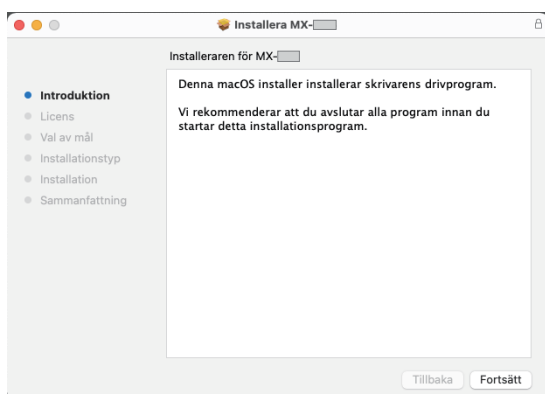 Installera MX-
Installeraren för MX-
Introduktion
Licens
Val av mål
Installationstyp
Installation
Sammanfattning
Denna macOS installer installerar skrivarens drivprogram.
Vi rekommenderar att du avslutar alla program innan du
startar detta installationsprogram.
Tillbaka
Fortsätt